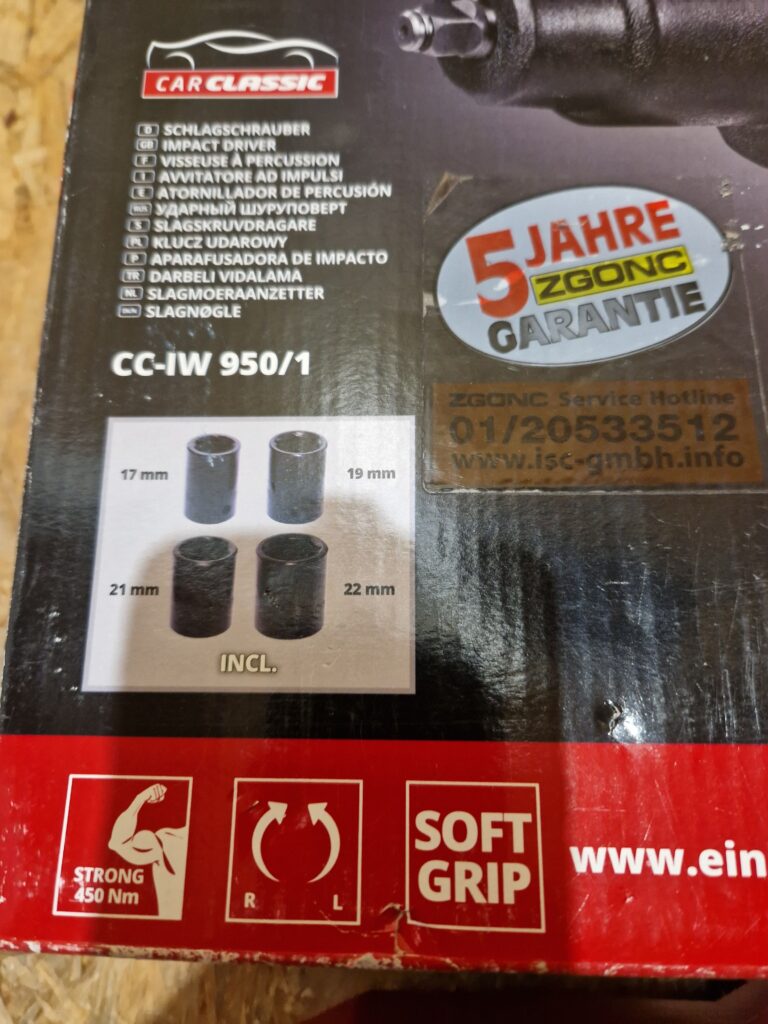 CAR CLASSIC
D SCHLAGSCHRAUBER
GB IMPACT DRIVER
F VISSEUSE À PERCUSSION
I AVVITATORE AD IMPULSI
E ATORNILLADOR DE PERCUSIÓN
RUS УДАРНЫЙ ШУРУПОВЕРТ
S SLAGSKRUVDRAGARE
PL KLUCZ UDAROWY
P APARAFUSADORA DE IMPACTO
TR DARBELI VIDALAMA
NL SLAGMOERAANZETTER
SLAGNØGLE
CC-IW 950/1
5 JAHRE
ZGONC
GARANTIE
ZGONC Service Hotline
01/20533512
www.isc-gmbh.info
17 mm
19 mm
21 mm
22 mm
INCL.
STRONG
450 Nm
R L
SOFT
GRIP
www.ein